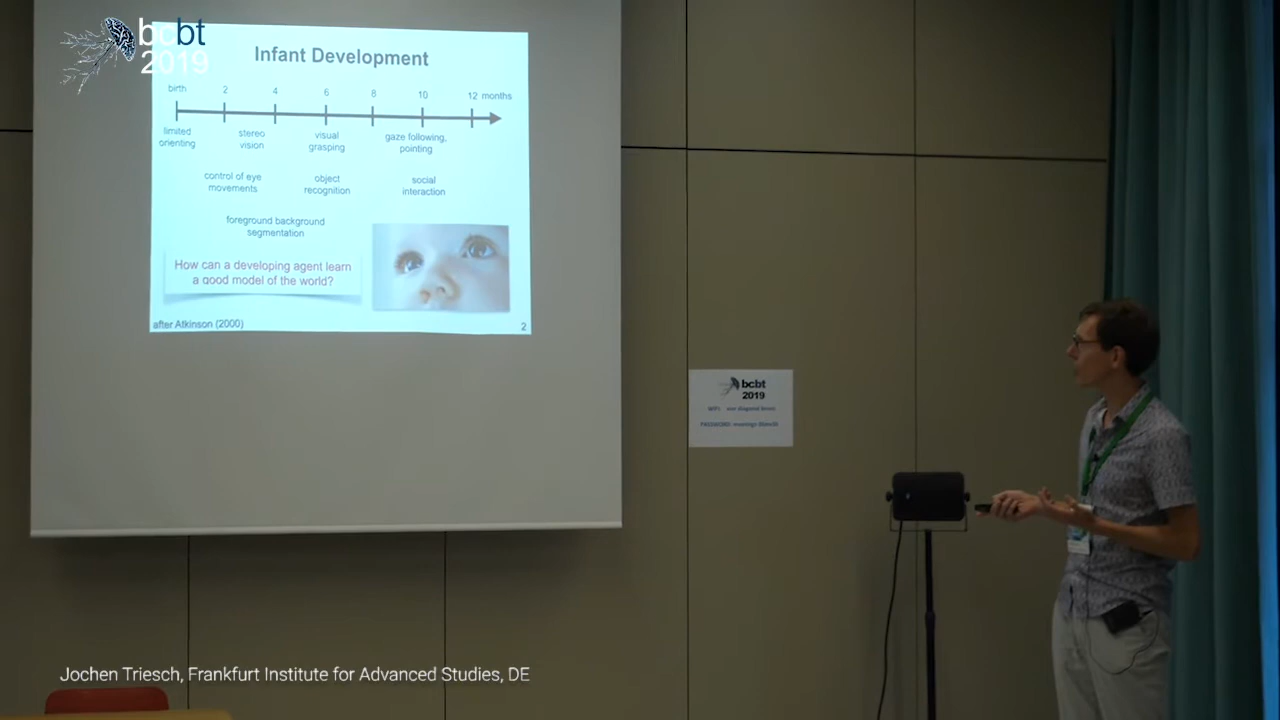 bcbt
2019
Infant Development
birth 2 4 6 8 10 12 months
limited
orienting
stereo
vision
visual
grasping
gaze following,
pointing
control of eye
movements
object
recognition
social
interaction
foreground background
segmentation
How can a developing agent learn
a good model of the world?
after Atkinson (2000)
2
bcbt
2019
Jochen Triesch, Frankfurt Institute for Advanced Studies, DE